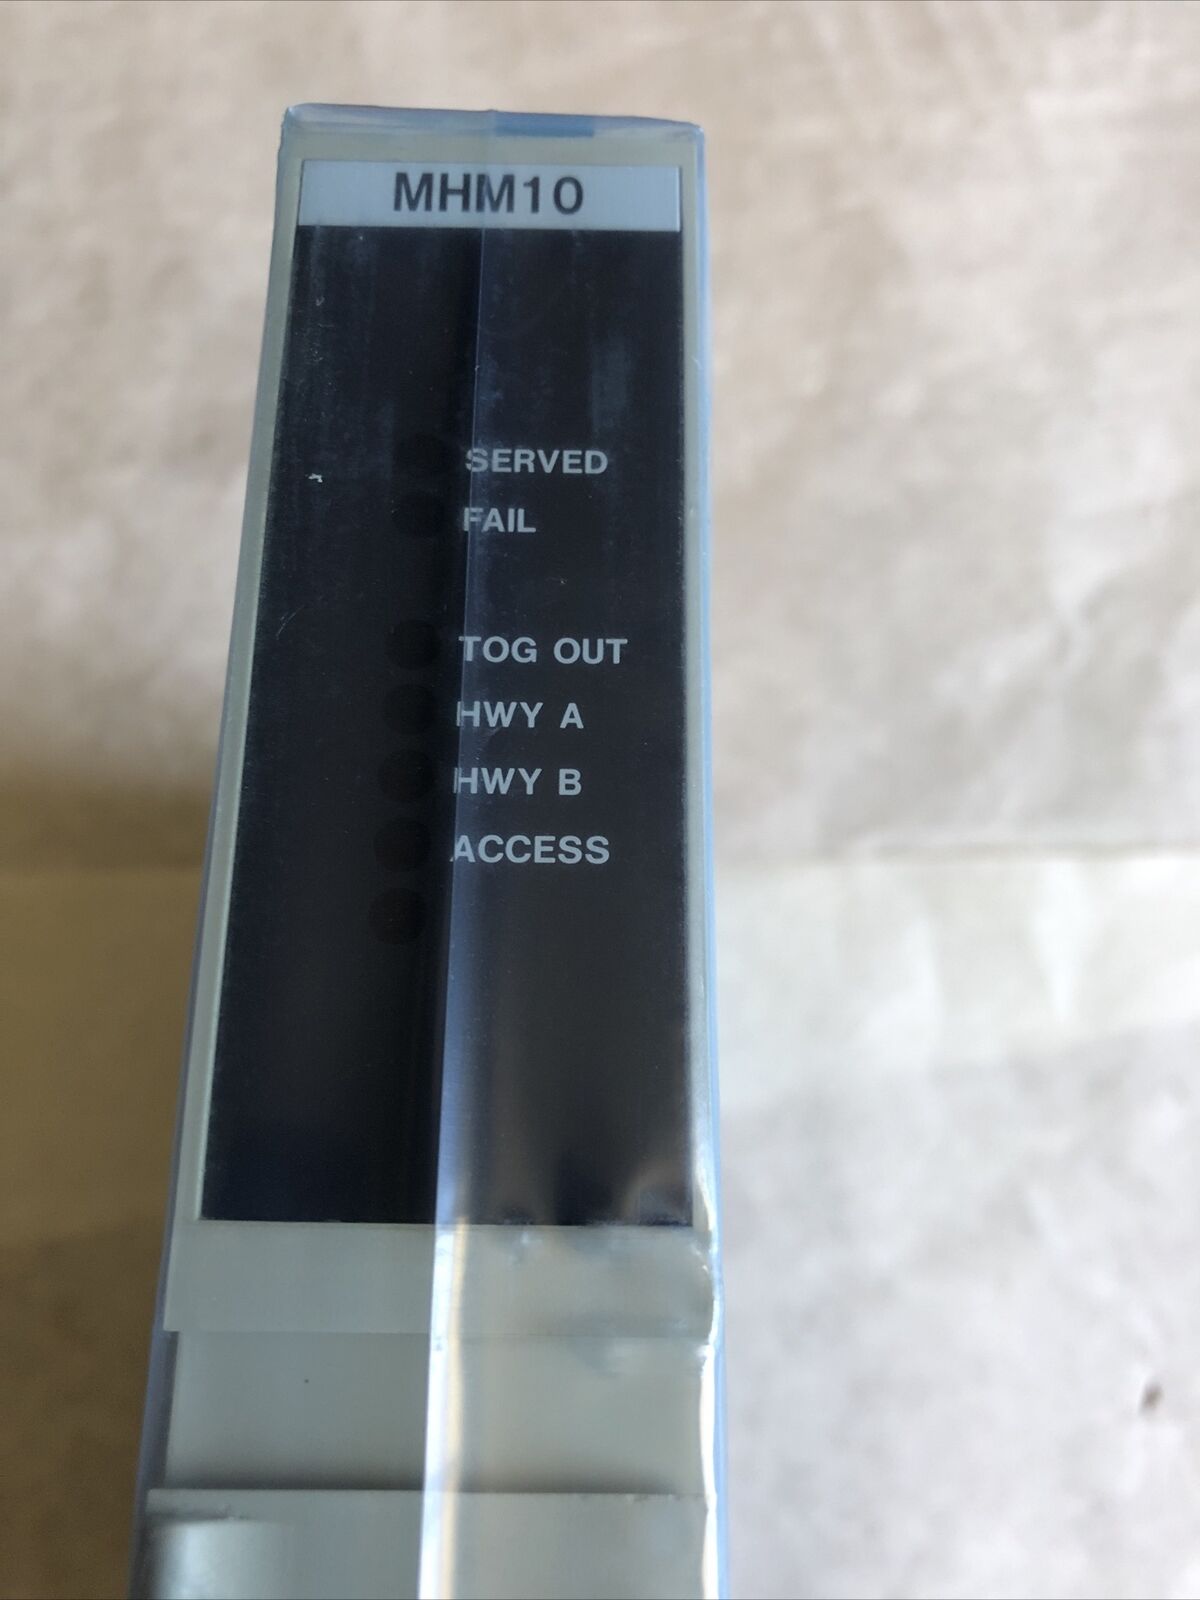 MHM10
SERVED
FAIL
TOG OUT
HWY A
HWY B
ACCESS